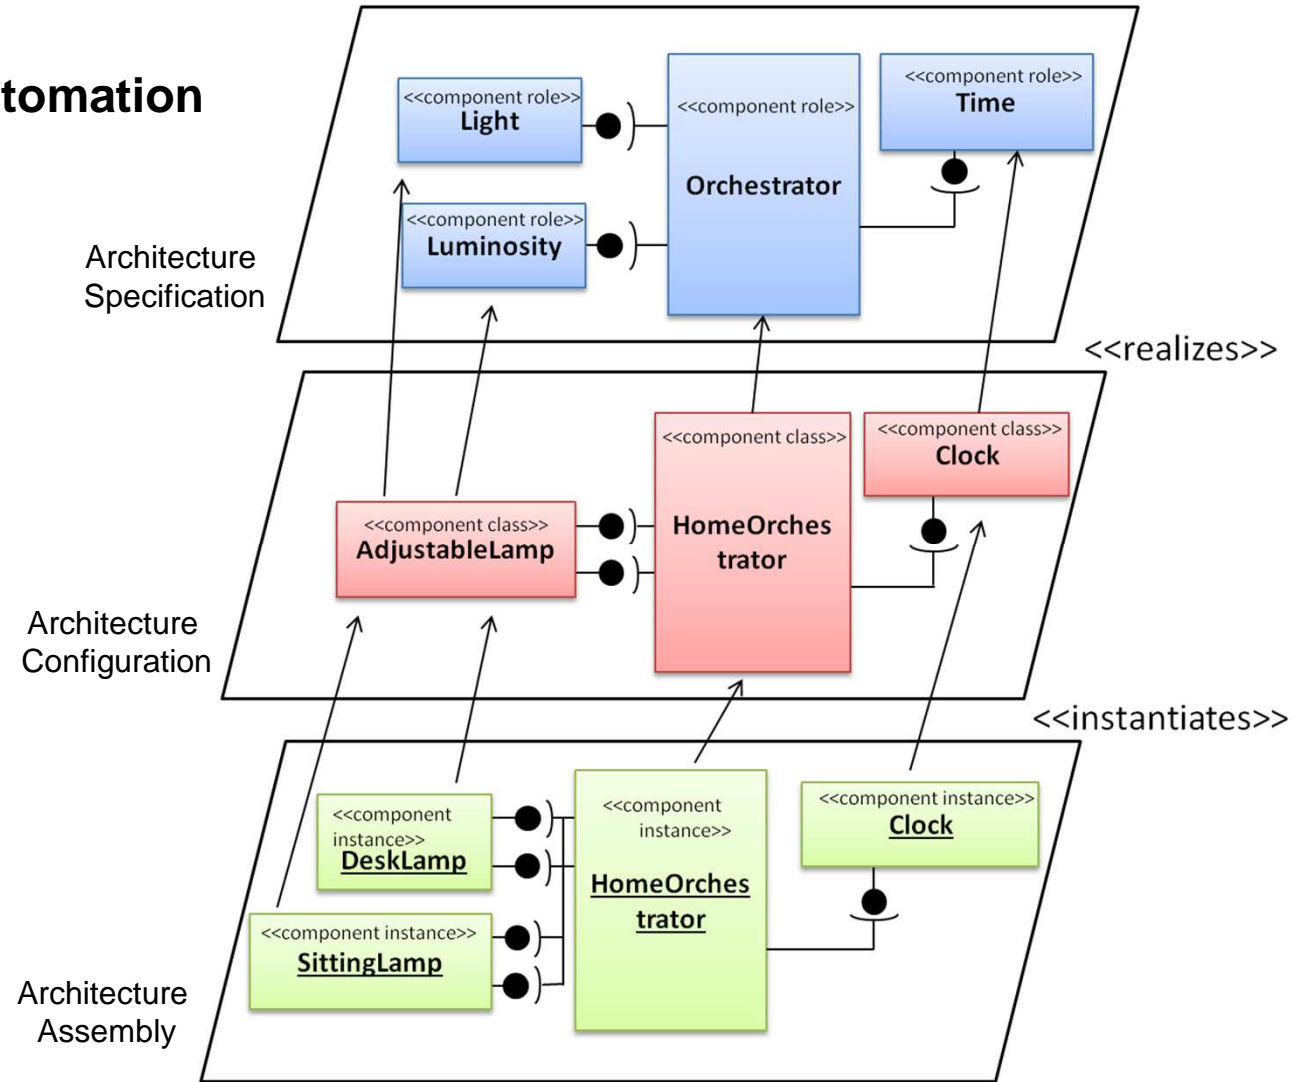 tomation
<<component role>>
Light
<<component role>>
Orchestrator
<<component role>>
Time
<<component role>>
Luminosity
Architecture
Specification
<<realizes>>
<<component class>>
HomeOrches
trator
<<component class>>
Clock
<<component class>>
AdjustableLamp
Architecture
Configuration
<<instantiates>>
<<component
instance>>
DeskLamp
<<component
instance>>
HomeOrches
trator
<<component instance>>
Clock
<<component instance>>
SittingLamp
Architecture
Assembly